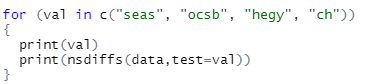 for (val in c("seas", "ocsb", "hegy", "ch"))
{
  print(val)
  print(nsdiffs(data,test=val))
}